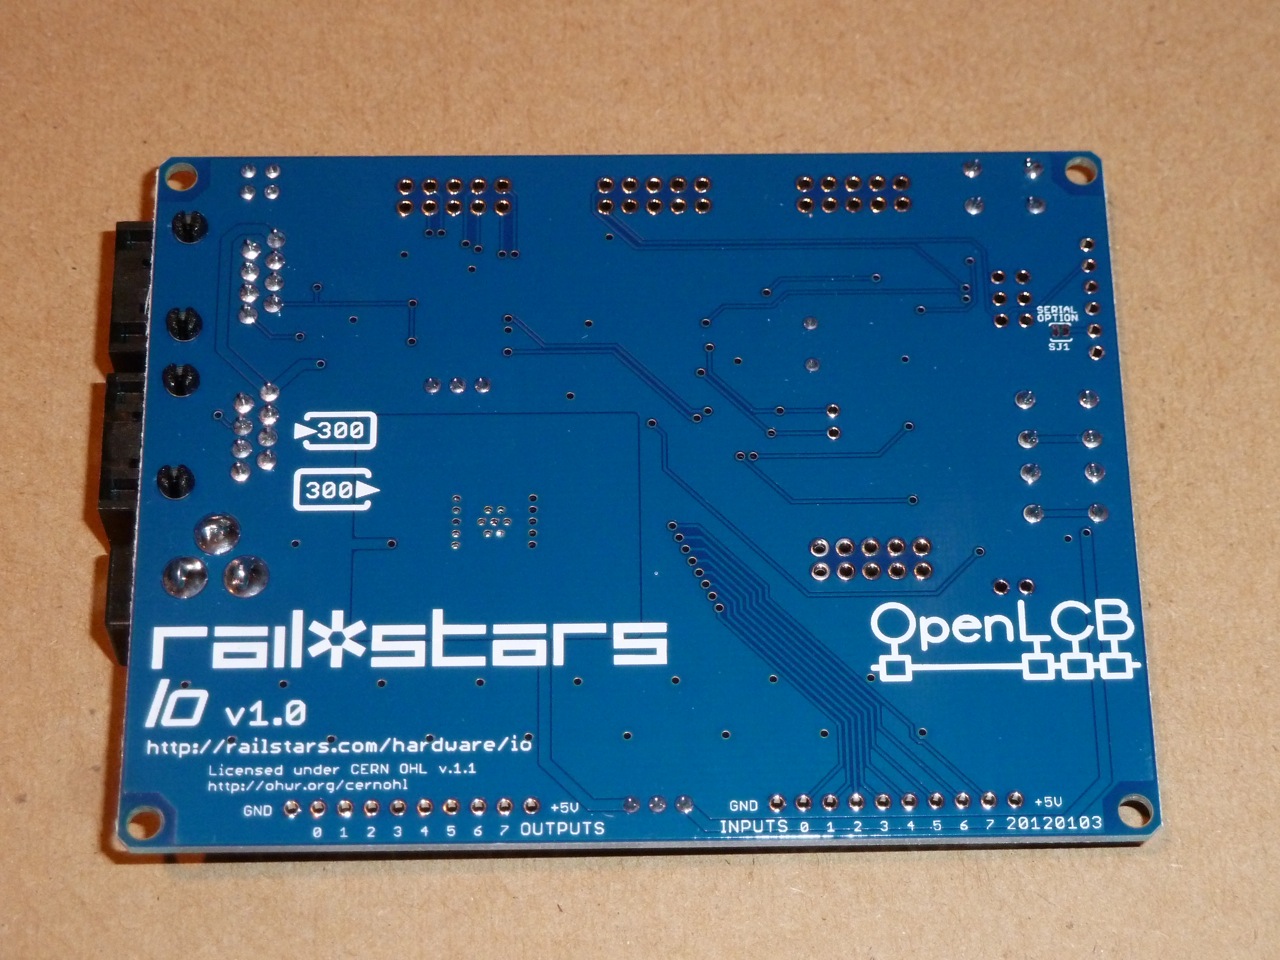 SERIAL
OPTION
SJ1
300
300
rail*stars
OpenLCB
Io v1.0
http://railstars.com/hardware/io
Licensed under CERN OHL v.1.1
http://ohwr.org/cernohl
GND +5V
0 1 2 3 4 5 6 7 OUTPUTS
GND +5V
INPUTS 0 1 2 3 4 5 6 7 20120103